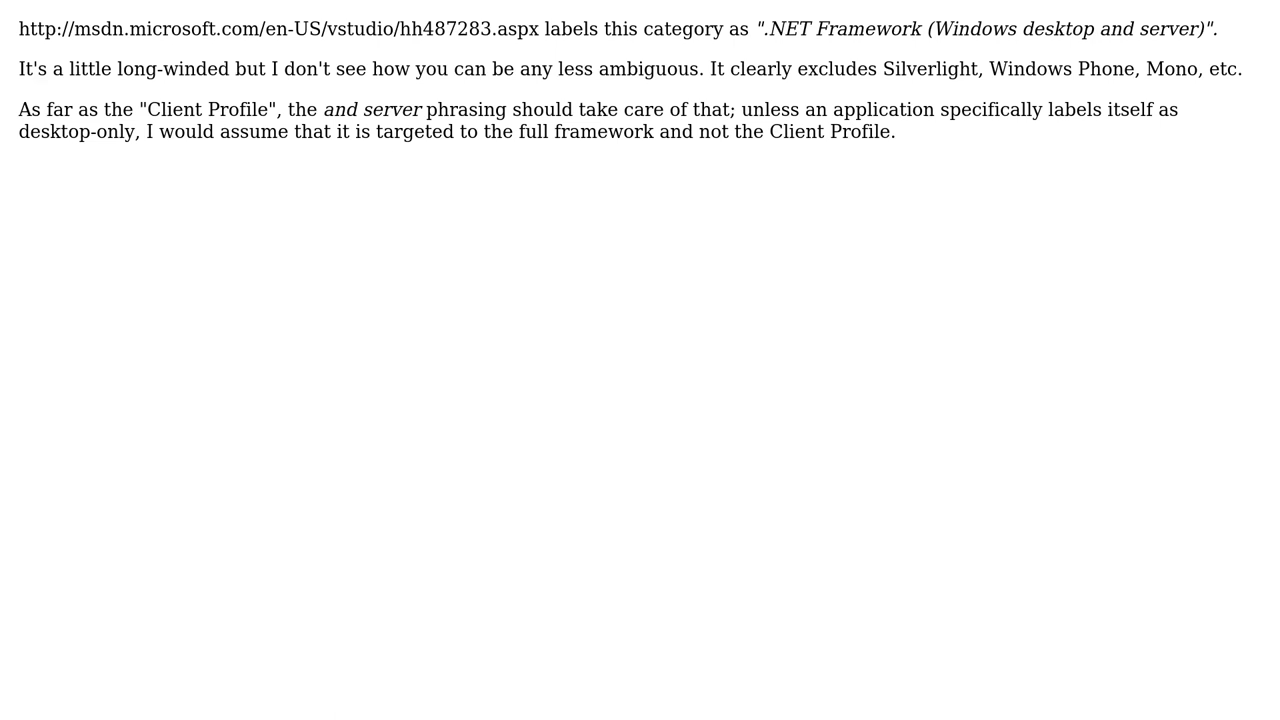 http://msdn.microsoft.com/en-US/vstudio/hh487283.aspx labels this category as ".NET Framework (Windows desktop and server)".
It's a little long-winded but I don't see how you can be any less ambiguous. It clearly excludes Silverlight, Windows Phone, Mono, etc.
As far as the "Client Profile", the and server phrasing should take care of that; unless an application specifically labels itself as
desktop-only, I would assume that it is targeted to the full framework and not the Client Profile.